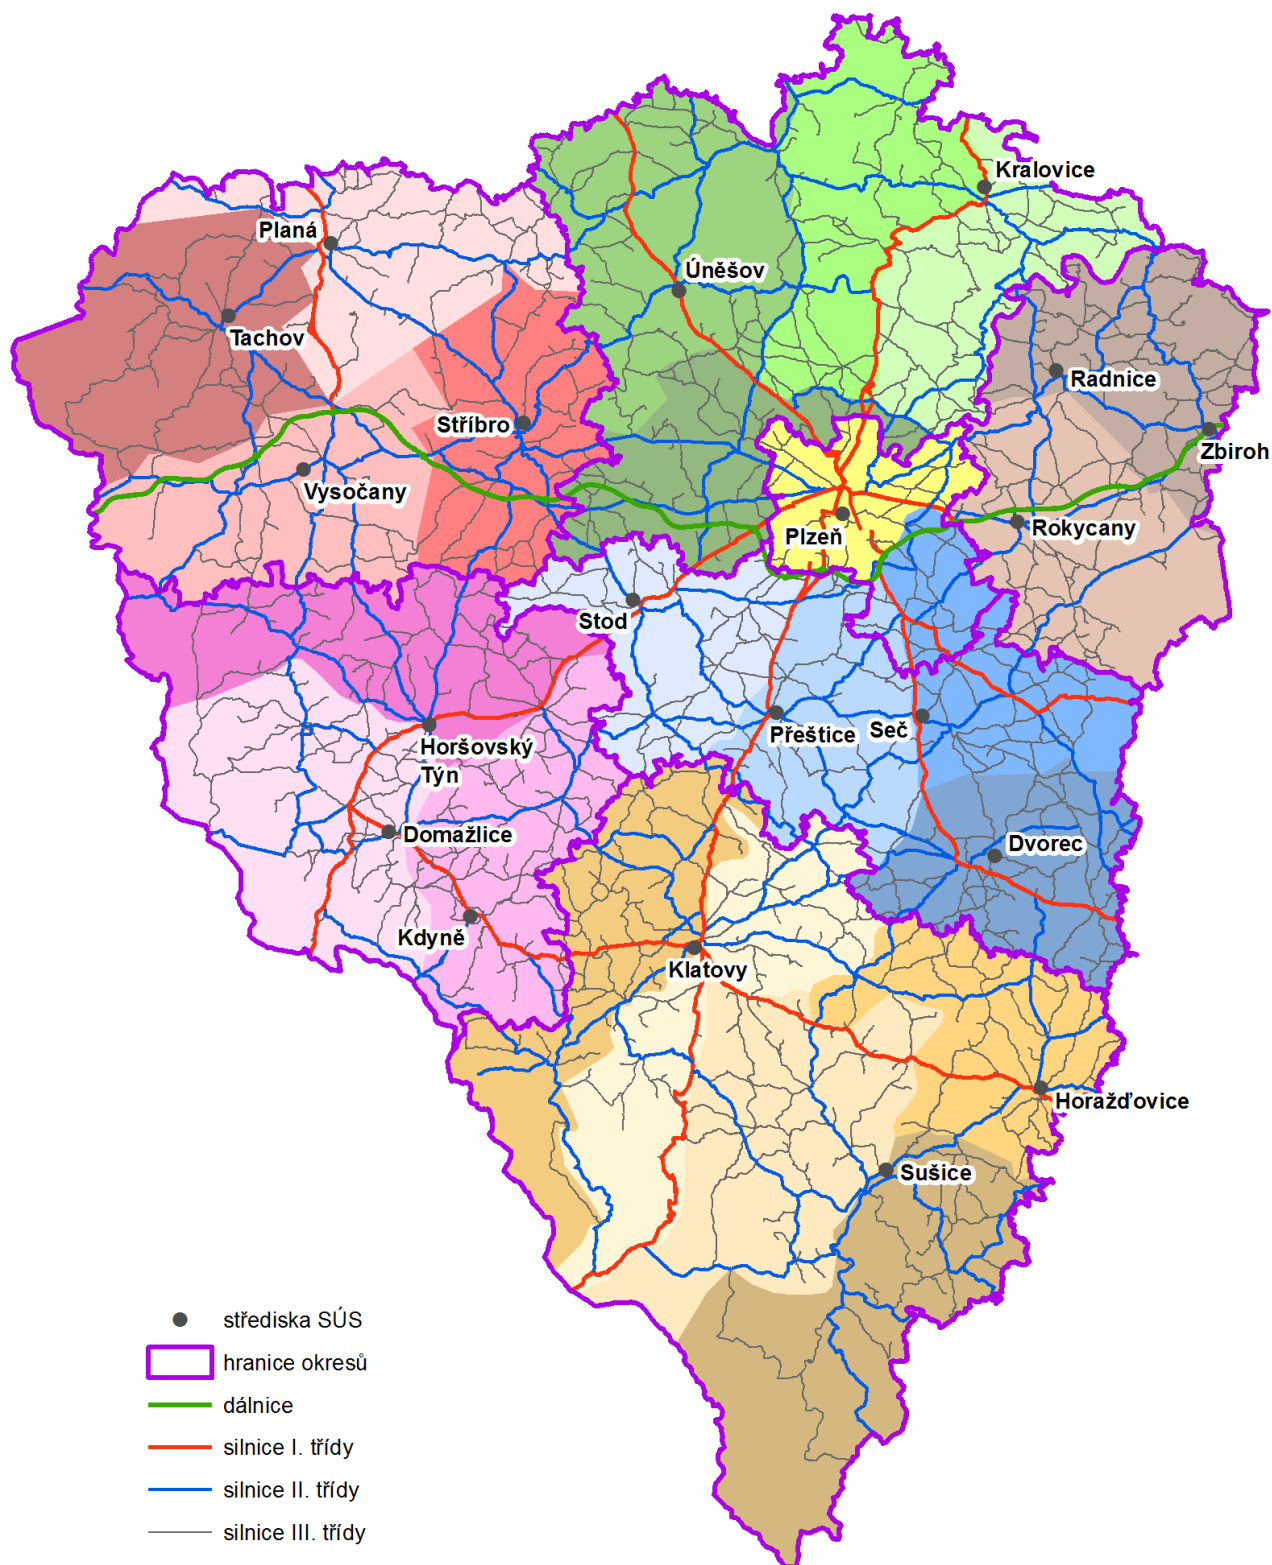 Kralovice
Planá
Úněšov
Tachov
Radnice
Stříbro
Zbiroh
Vysočany
Rokycany
Plzeň
Stod
Přeštice
Seč
Horšovský
Týn
Domažlice
Dvorec
Kdyně
Klatovy
Horažďovice
Sušice
střediska SÚS
hranice okresů
dálnice
silnice I. třídy
silnice II. třídy
silnice III. třídy